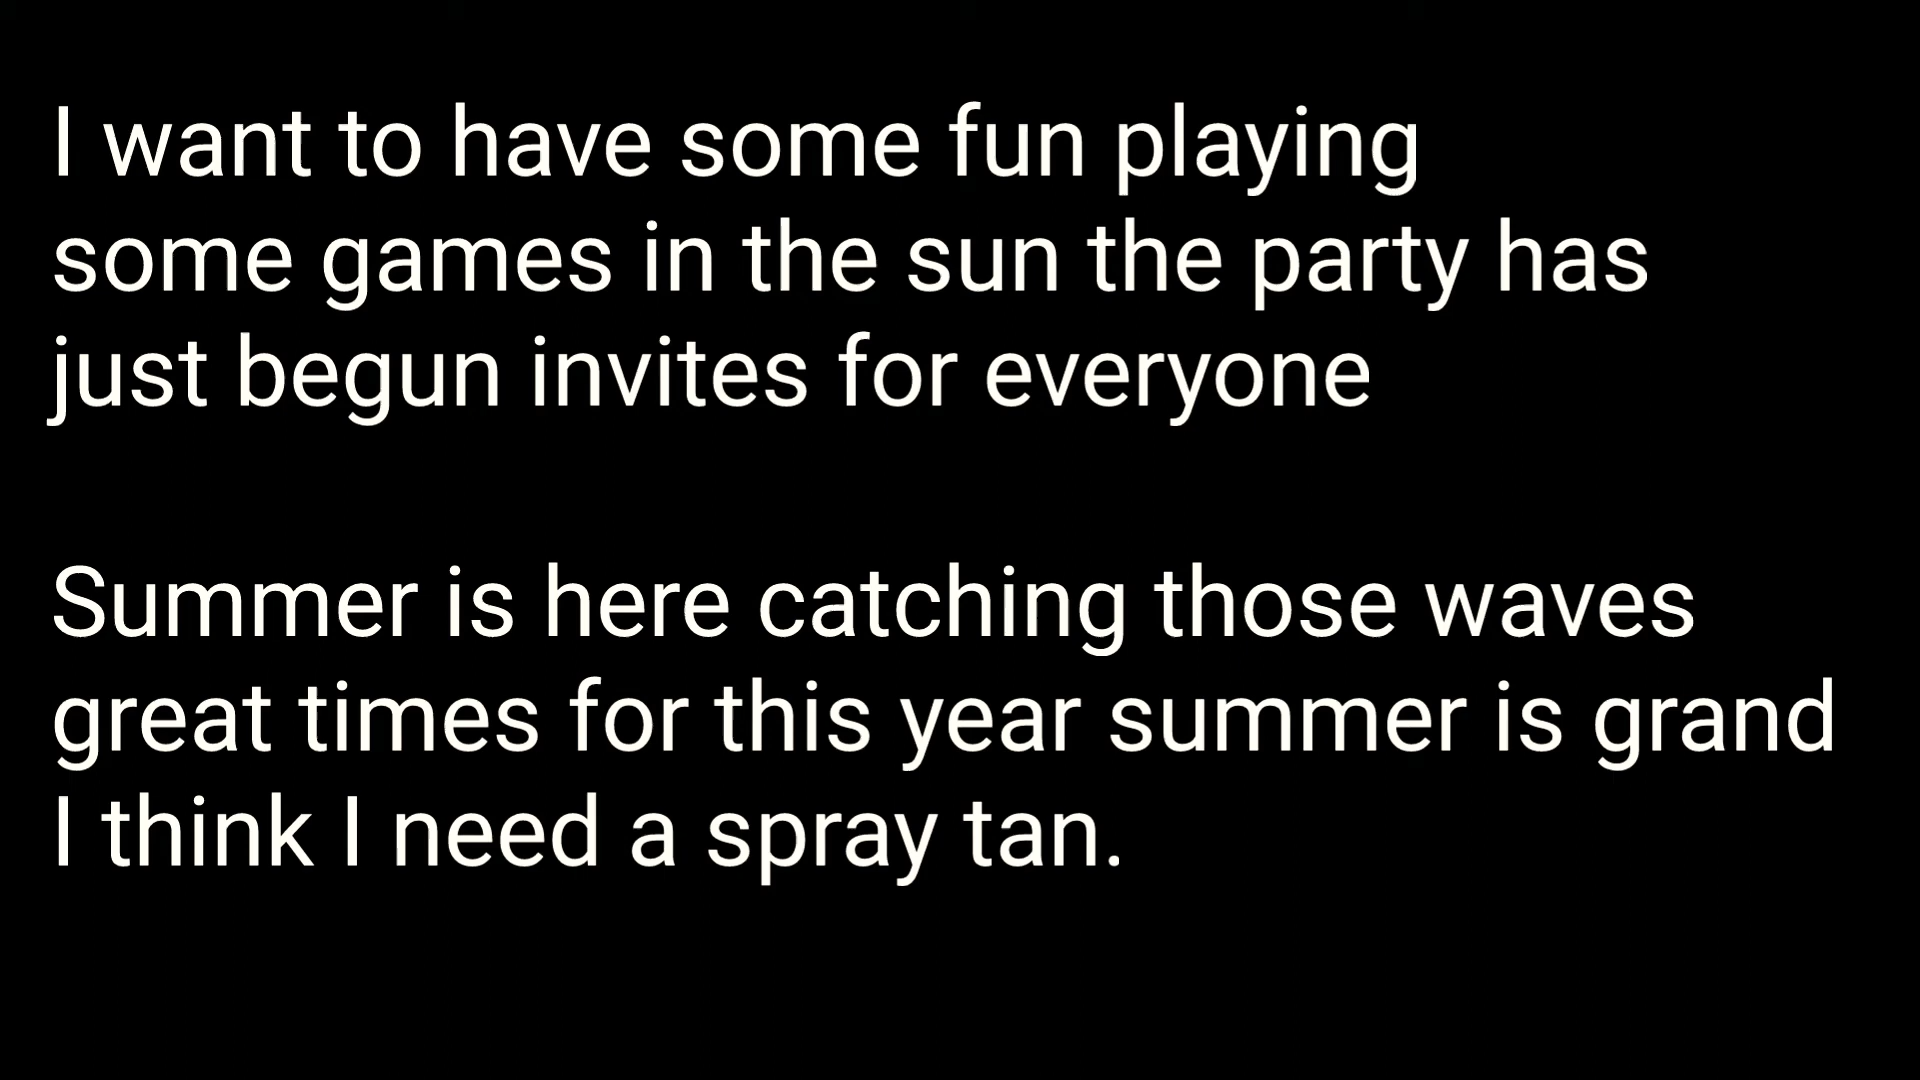 I want to have some fun playing
some games in the sun the party has
just begun invites for everyone
Summer is here catching those waves
great times for this year summer is grand
I think I need a spray tan.